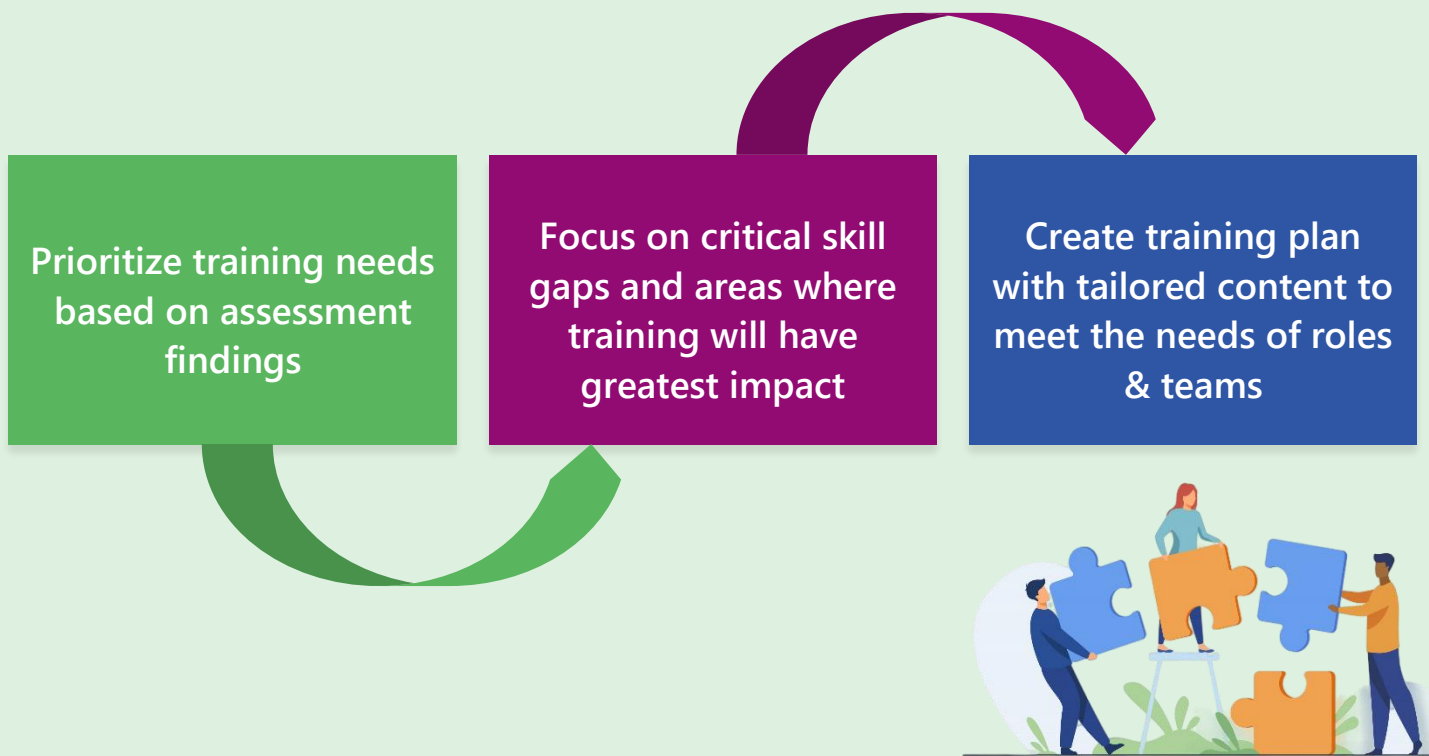 Prioritize training needs
based on assessment
findings
Focus on critical skill
gaps and areas where
training will have
greatest impact
Create training plan
with tailored content to
meet the needs of roles
& teams